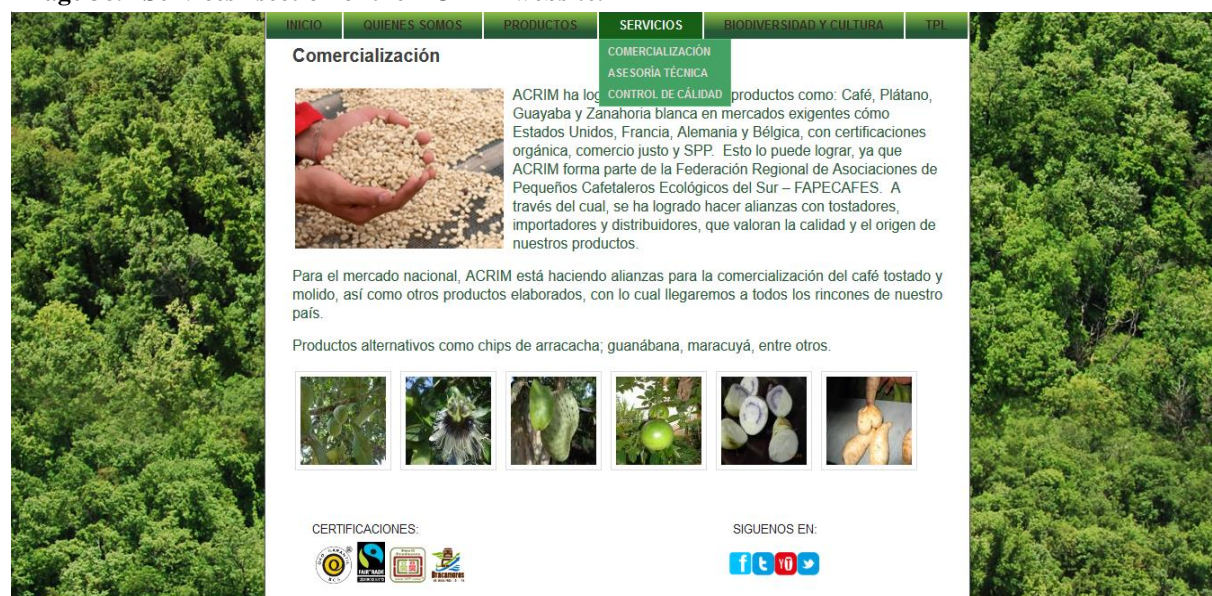 INICIO QUIENES SOMOS PRODUCTOS SERVICIOS BIODIVERSIDAD Y CULTURA TPL
COMERCIALIZACIÓN
ASESORÌA TÉCNICA
CONTROL DE CÁLIDAD
Comercialización
ACRIM ha productos como: Café, Plátano,
Guayaba y Zanahoria blanca en mercados exigentes cómo
Estados Unidos, Francia, Alemania y Bélgica, con certificaciones
orgánica, comercio justo y SPP. Esto lo puede lograr, ya que
ACRIM forma parte de la Federación Regional de Asociaciones de
Pequeños Cafetaleros Ecológicos del Sur – FAPECAFES. A
través del cual, se ha logrado hacer alianzas con tostadores,
importadores y distribuidores, que valoran la calidad y el origen de
nuestros productos.
Para el mercado nacional, ACRIM está haciendo alianzas para la comercialización del café tostado y
molido, así como otros productos elaborados, con lo cual llegaremos a todos los rincones de nuestro
país.
Productos alternativos como chips de arracacha; guanábana, maracuyá, entre otros.
CERTIFICACIONES:
SIGUENOS EN:
FAIRTRADE
Bracamoros